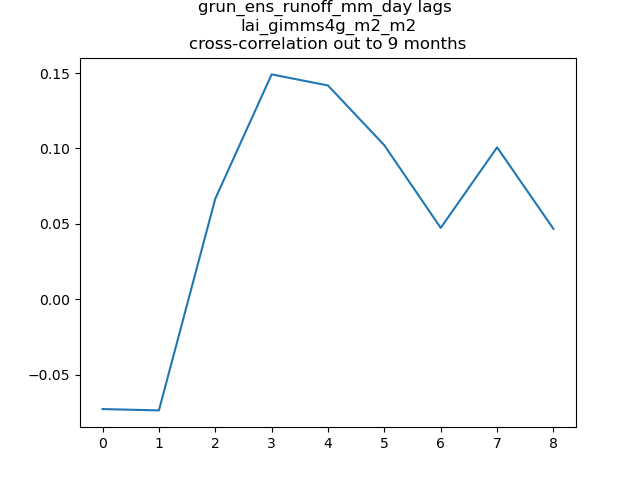 grun_ens_runoff_mm_day lags
lai_gimms4g_m2_m2
cross-correlation out to 9 months
0.15
0.10
0.05
0.00
−0.05
0 1 2 3 4 5 6 7 8